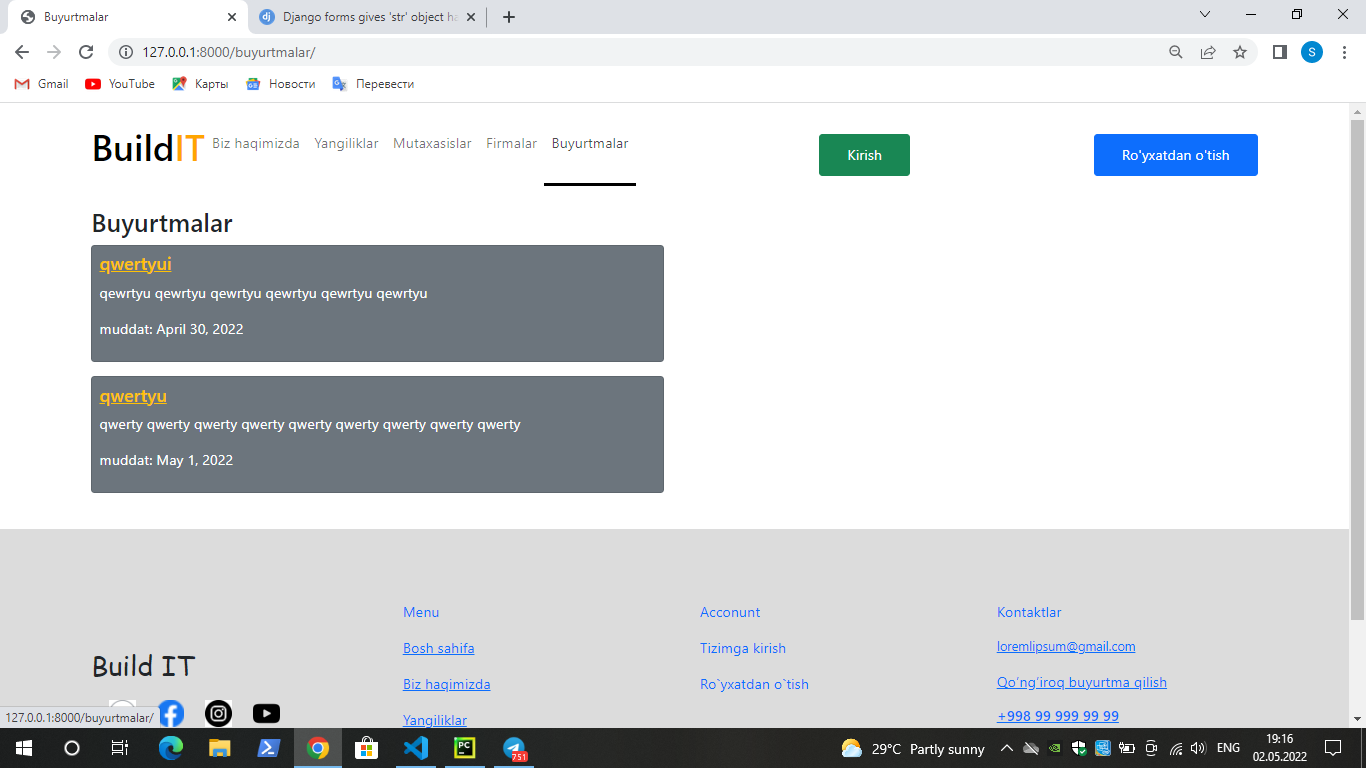 Buyurtmalar
Django forms gives 'str' object ha
127.0.0.1:8000/buyurtmalar/
S
Gmail YouTube Карты Новости Перевести
BuildIT Biz haqimizda Yangiliklar Mutaxasislar Firmalar Buyurtmalar Kirish Ro'yxatdan o'tish
Buyurtmalar
qwertyui
qewrtyu qewrtyu qewrtyu qewrtyu qewrtyu qewrtyu
muddat: April 30, 2022
qwertyu
qwerty qwerty qwerty qwerty qwerty qwerty qwerty qwerty qwerty
muddat: May 1, 2022
Build IT
Menu
Bosh sahifa
Biz haqimizda
Yangiliklar
Acconunt
Tizimga kirish
Ro`yxatdan o`tish
Kontaktlar
loremlipsum@gmail.com
Qo'ng'iroq buyurtma qilish
+998 99 999 99 99
127.0.0.1:8000/buyurtmalar/
PC
751
29°C Partly sunny
ENG
19:16
02.05.2022